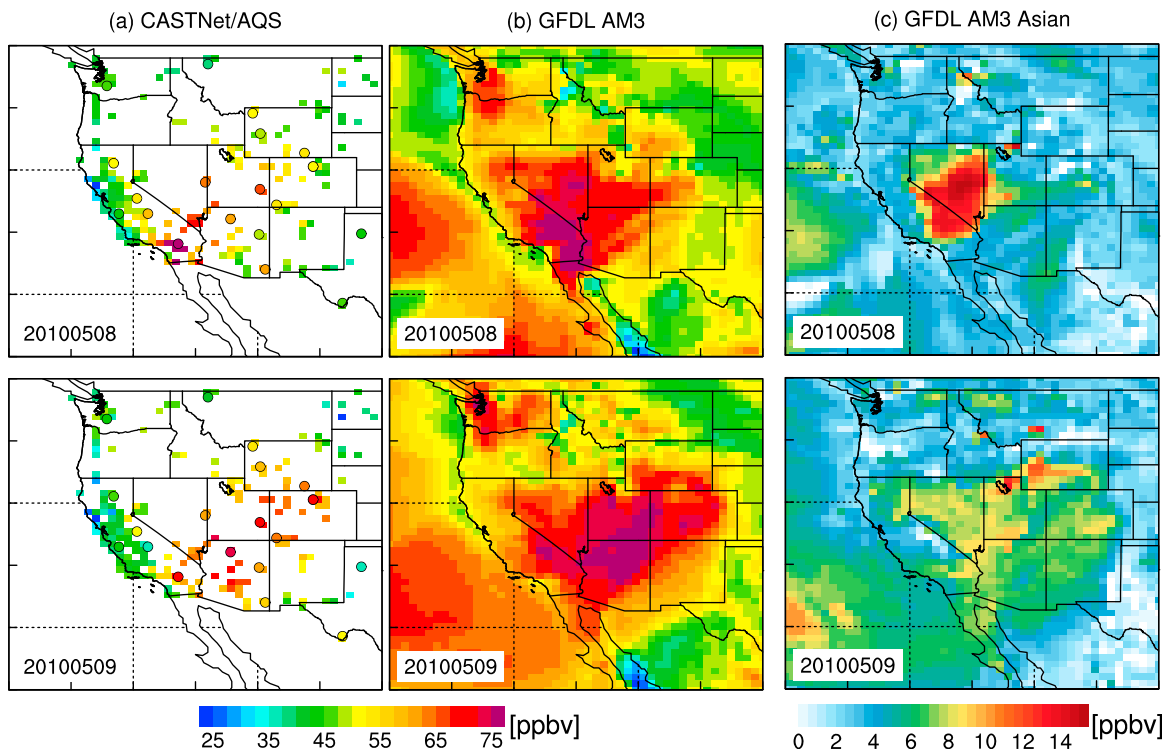 (a) CASTNet/AQS (b) GFDL AM3 (c) GFDL AM3 Asian
20100508 20100508 20100508
20100509 20100509 20100509
25 35 45 55 65 75 [ppbv] 0 2 4 6 8 10 12 14 [ppbv]